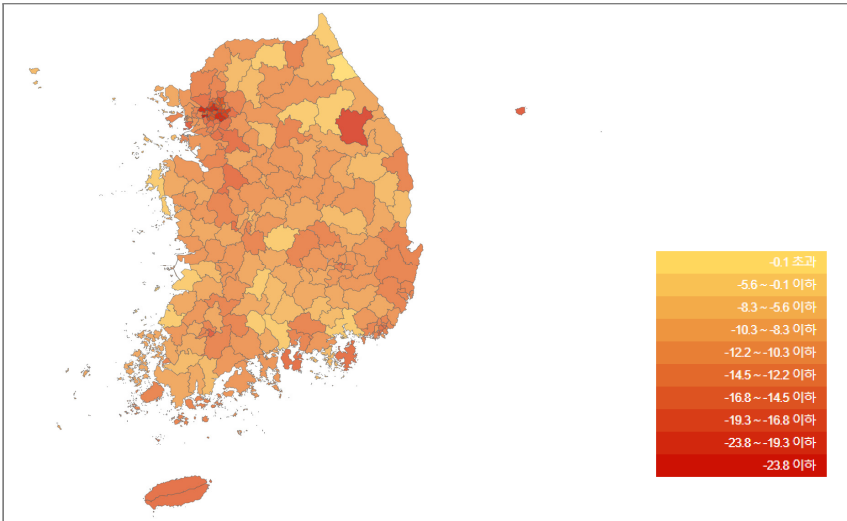 -0.1 초과
-5.6 ~ -0.1 이하
-8.3 ~ -5.6 이하
-10.3 ~ -8.3 이하
-12.2 ~ -10.3 이하
-14.5 ~ -12.2 이하
-16.8 ~ -14.5 이하
-19.3 ~ -16.8 이하
-23.8 ~ -19.3 이하
-23.8 이하